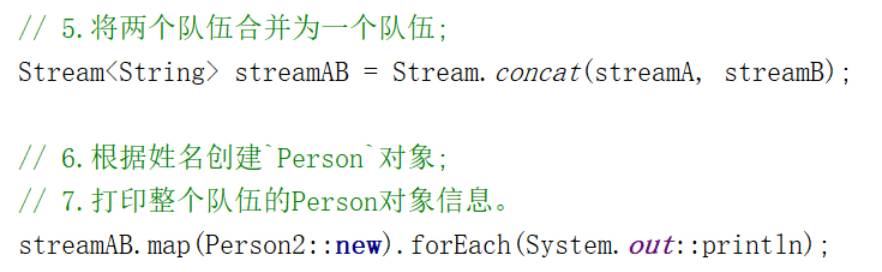 // 5.将两个队伍合并为一个队伍;
Stream<String> streamAB = Stream.concat(streamA, streamB);
// 6.根据姓名创建`Person`对象;
// 7.打印整个队伍的Person对象信息。
streamAB.map(Person2::new).forEach(System.out::println);